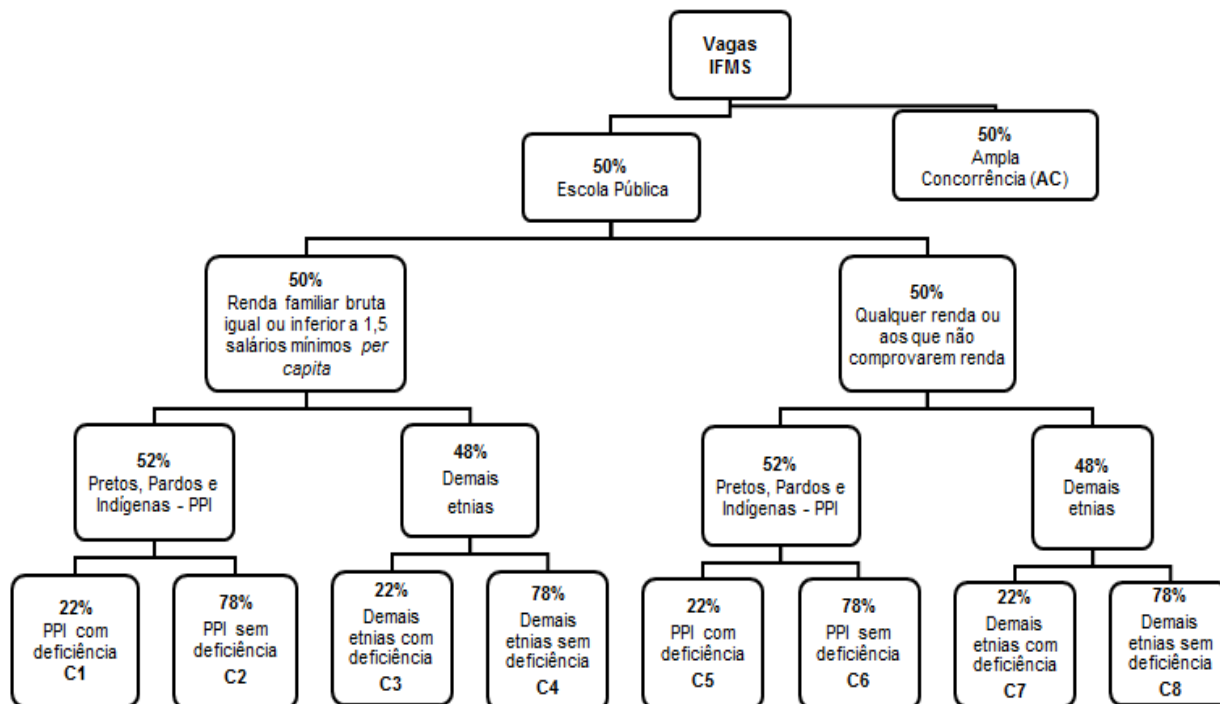 Vagas
IFMS
50%
Ampla
Concorrência (AC)
50%
Escola Pública
50%
Renda familiar bruta
igual ou inferior a 1,5
salários mínimos per
capita
50%
Qualquer renda ou
aos que não
comprovarem renda
52%
Pretos, Pardos e
Indígenas - PPI
48%
Demais
etnias
52%
Pretos, Pardos e
Indígenas - PPI
48%
Demais
etnias
22%
PPI com
deficiência
C1
78%
PPI sem
deficiência
C2
22%
Demais
etnias com
deficiência
C3
78%
Demais
etnias sem
deficiência
C4
22%
PPI com
deficiência
C5
78%
PPI sem
deficiência
C6
22%
Demais
etnias com
deficiência
C7
78%
Demais
etnias sem
deficiência
C8